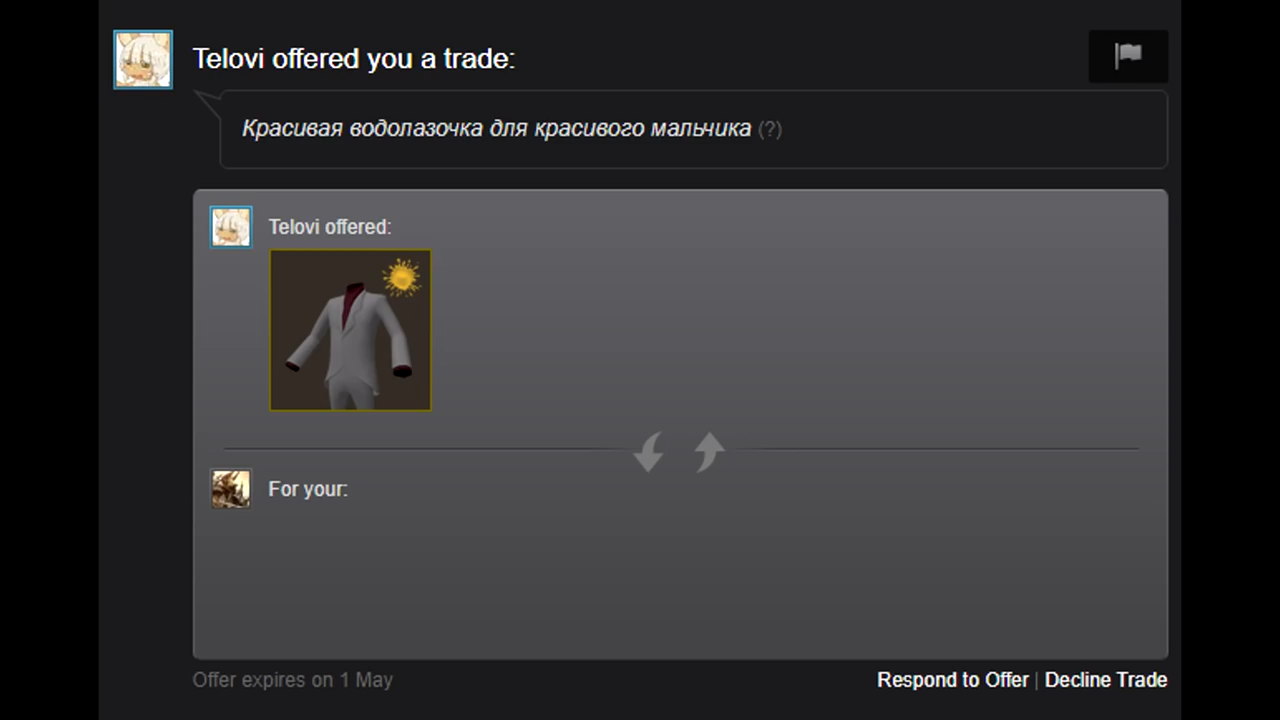 Telovi offered you a trade:
Красивая водолазочка для красивого мальчика (?)
Telovi offered:
For your:
Offer expires on 1 May
Respond to Offer | Decline Trade